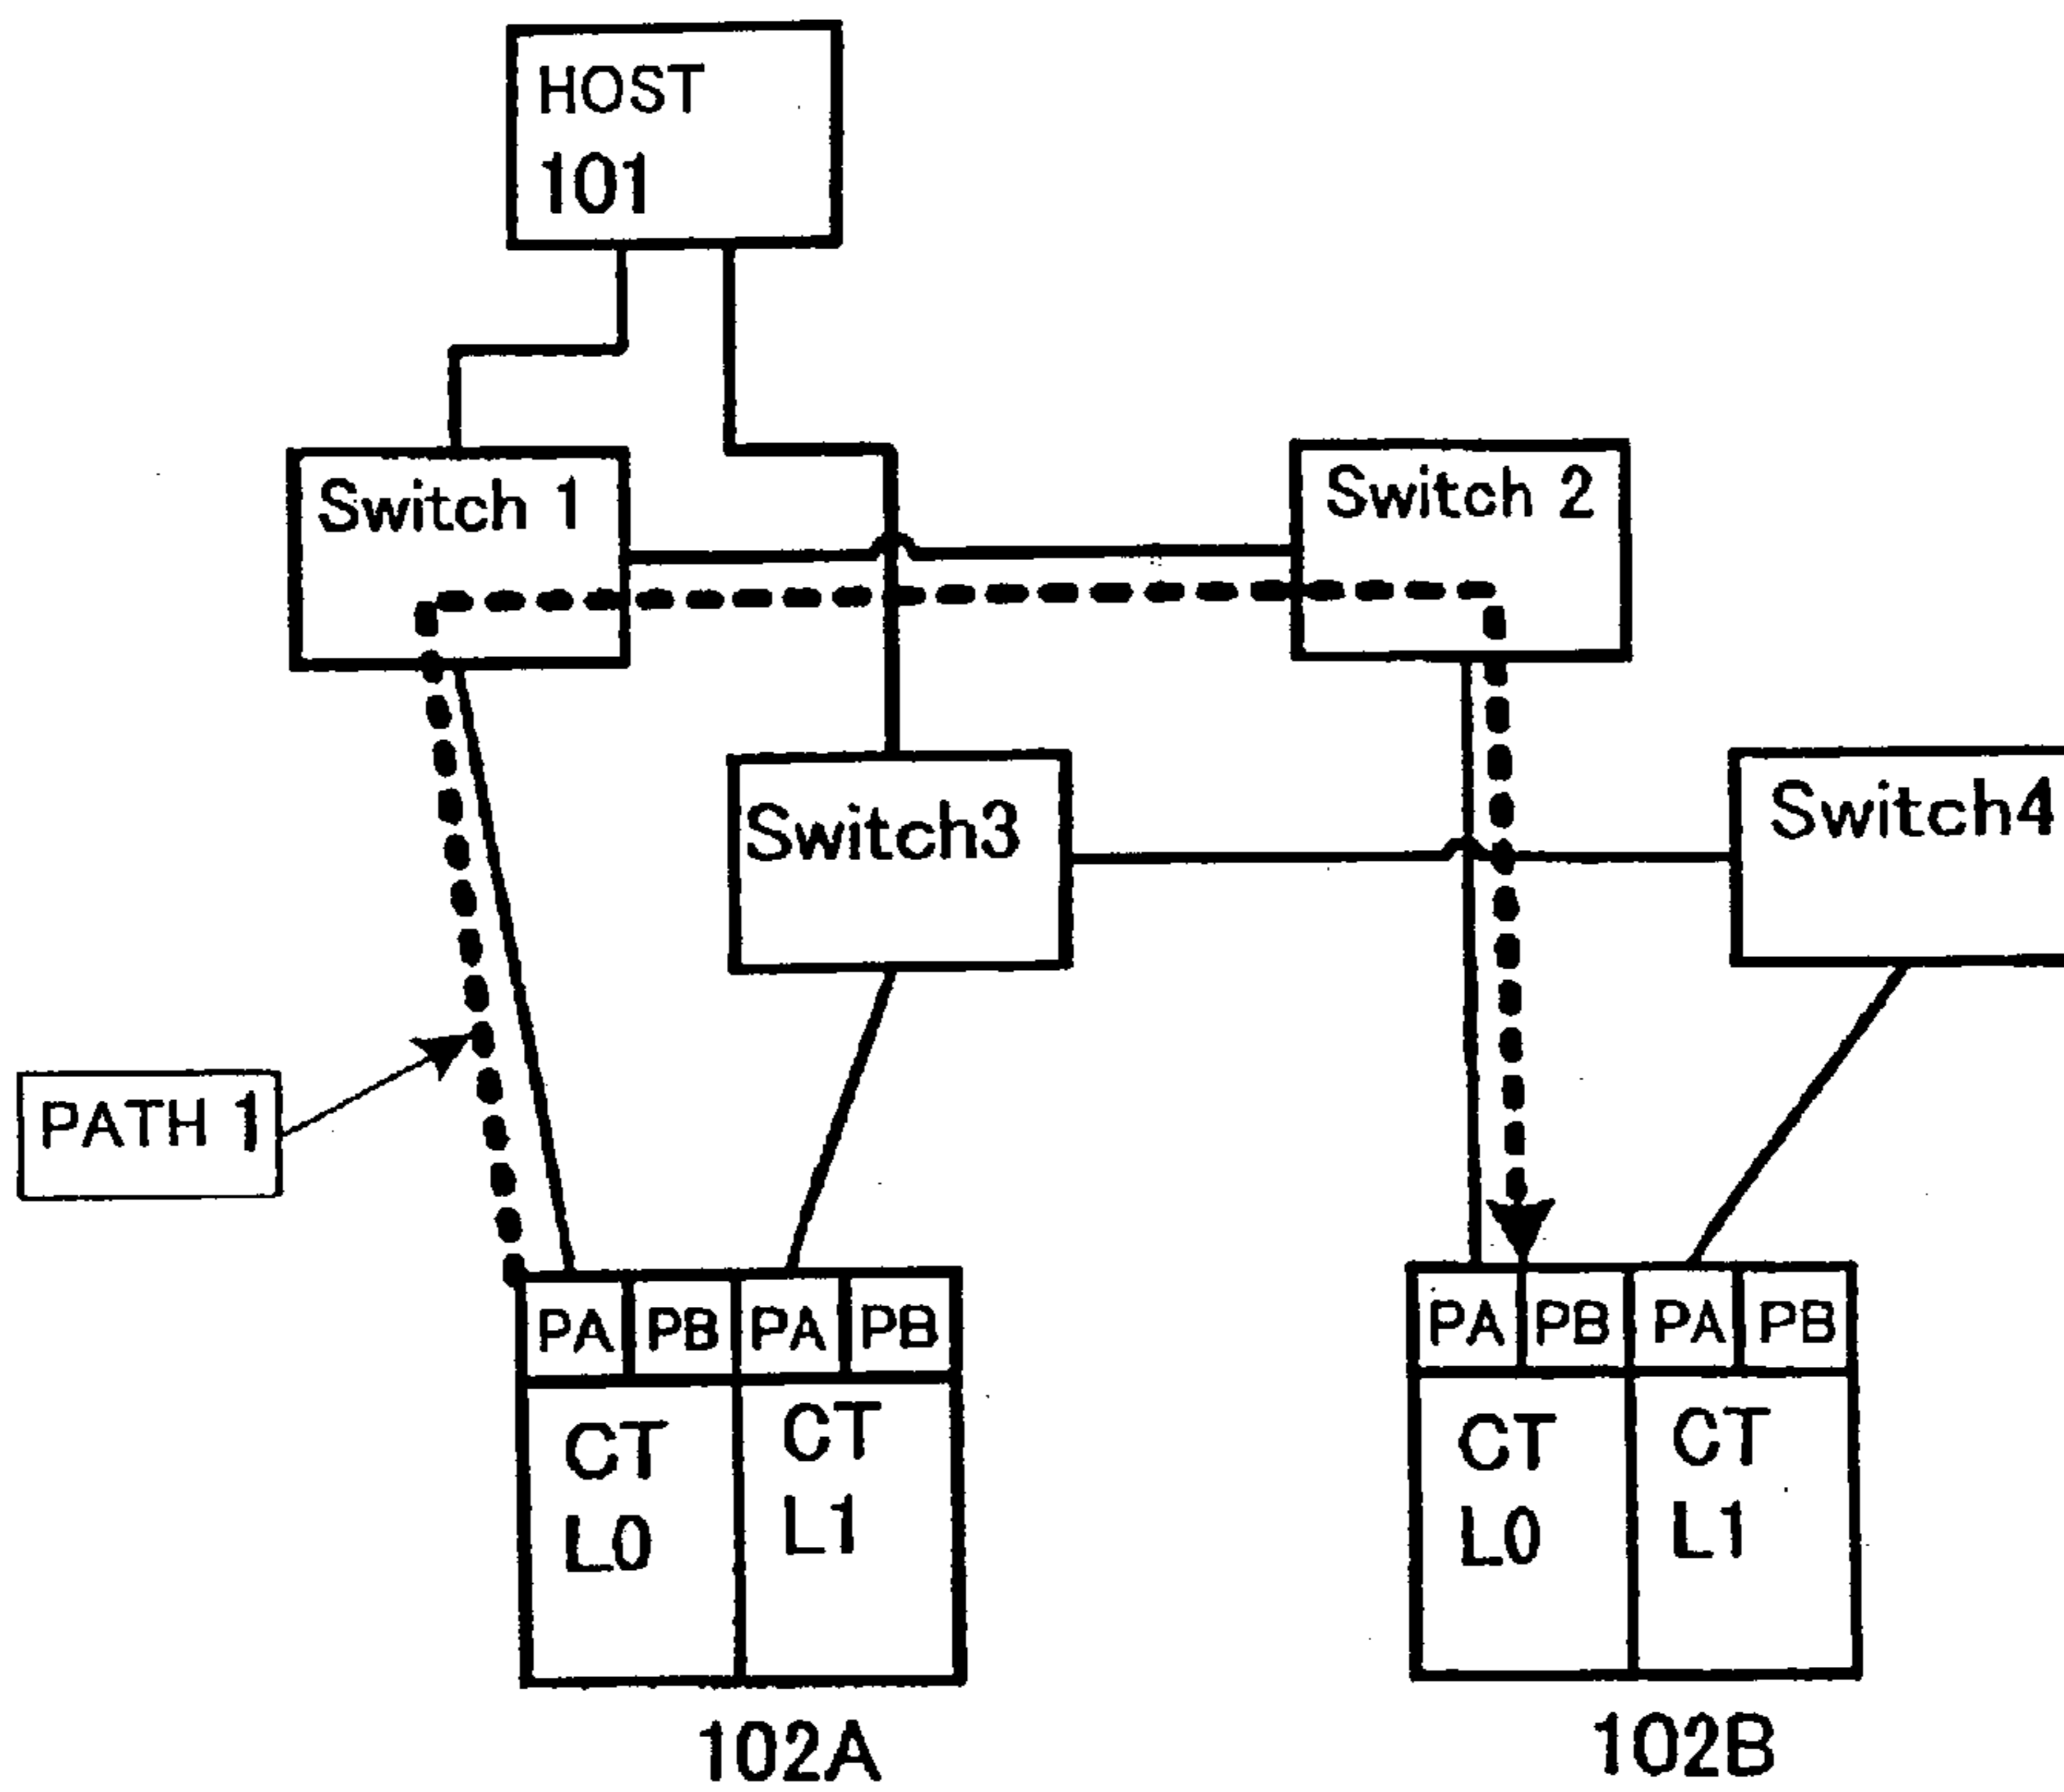 HOST
101
Switch 1
Switch 2
Switch3
Switch4
PATH 1
PA PB PA PB
CT
L0
CT
L1
102A
PA PB PA PB
CT
L0
CT
L1
102B